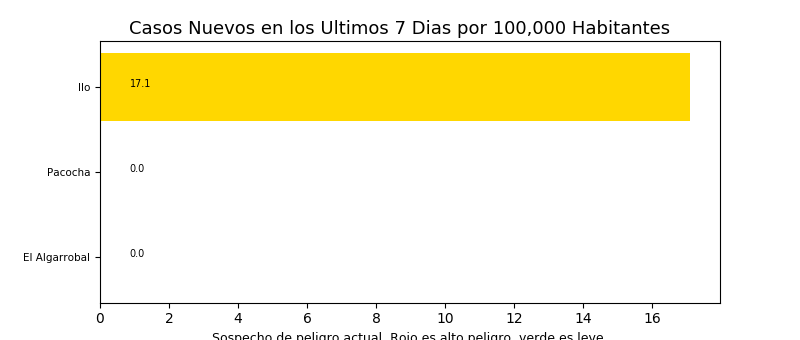 Casos Nuevos en los Ultimos 7 Dias por 100,000 Habitantes
Ilo
17.1
Pacocha
0.0
El Algarrobal
0.0
0 2 4 6 8 10 12 14 16
Sospecho de peligro actual. Rojo es alto peligro, verde es leve